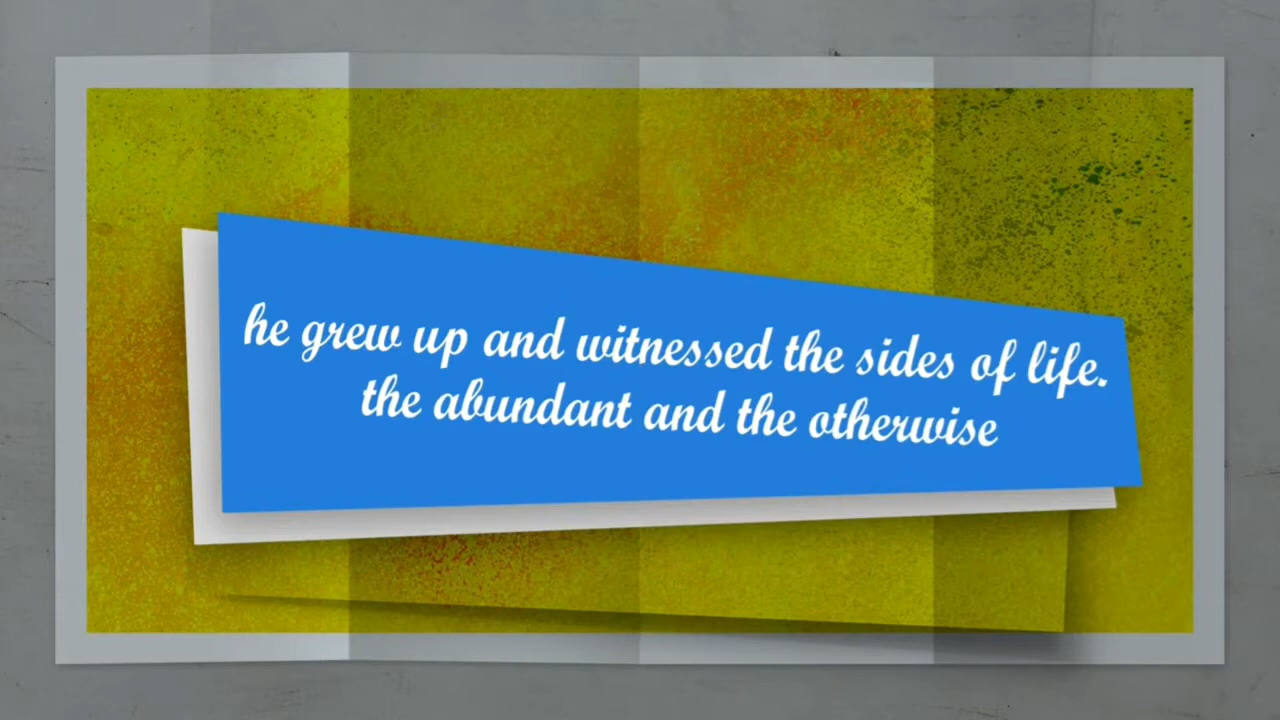 he grew up and witnessed the sides of life.
the abundant and the otherwise